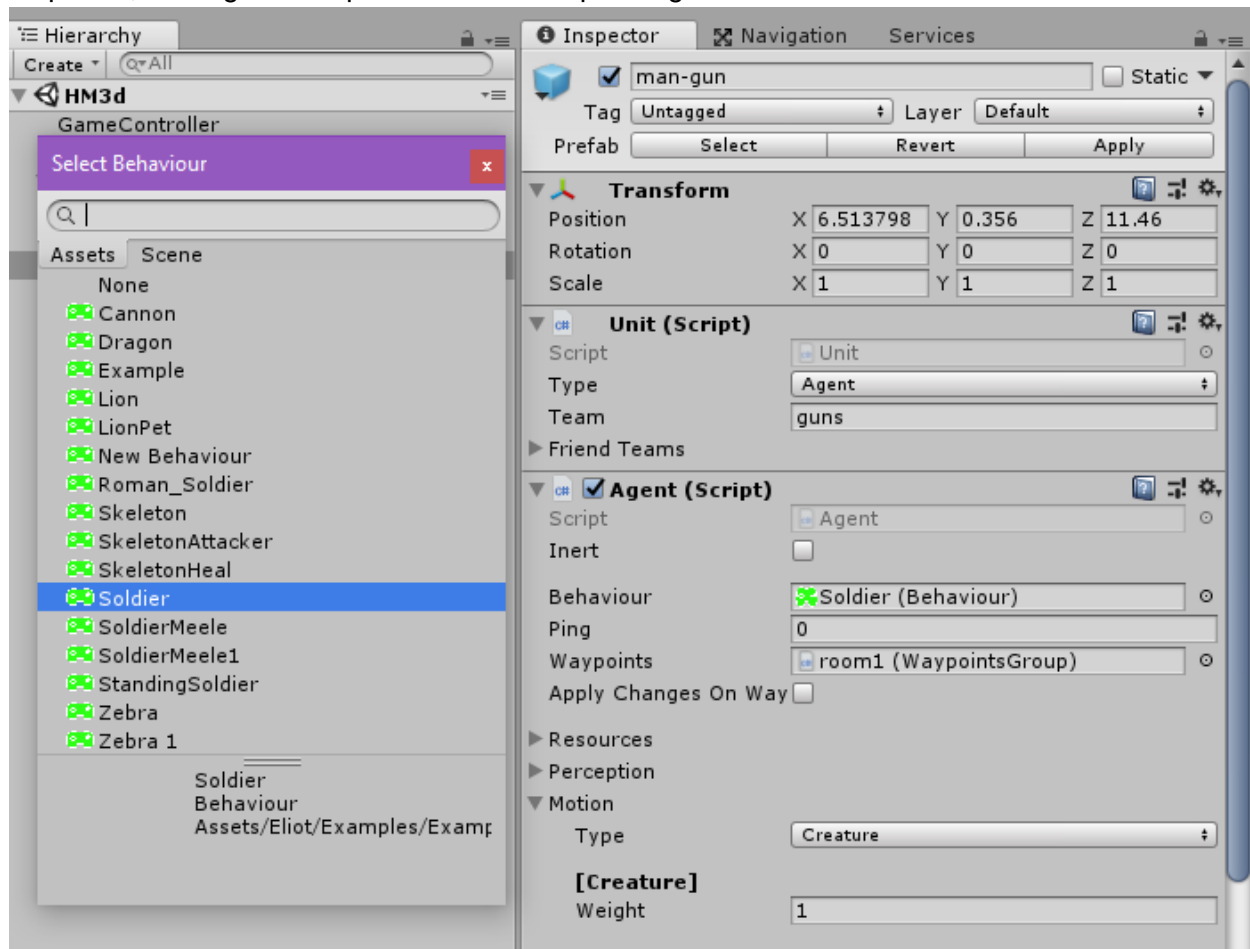 Hierarchy
Create
All
HM3d
GameController
Select Behaviour
x
Assets Scene
None
Cannon
Dragon
Example
Lion
LionPet
New Behaviour
Roman_Soldier
Skeleton
SkeletonAttacker
SkeletonHeal
Soldier
SoldierMeele
SoldierMeele1
StandingSoldier
Zebra
Zebra 1
Soldier
Behaviour
Assets/Eliot/Examples/Examp
Inspector Navigation Services
man-gun Static
Tag Untagged Layer Default
Prefab Select Revert Apply
Transform
Position X 6.513798 Y 0.356 Z 11.46
Rotation X 0 Y 0 Z 0
Scale X 1 Y 1 Z 1
c# Unit (Script)
Script Unit
Type Agent
Team guns
Friend Teams
c# Agent (Script)
Script Agent
Inert
Behaviour Soldier (Behaviour)
Ping 0
Waypoints room1 (WaypointsGroup)
Apply Changes On Way
Resources
Perception
Motion
Type Creature
[Creature]
Weight 1